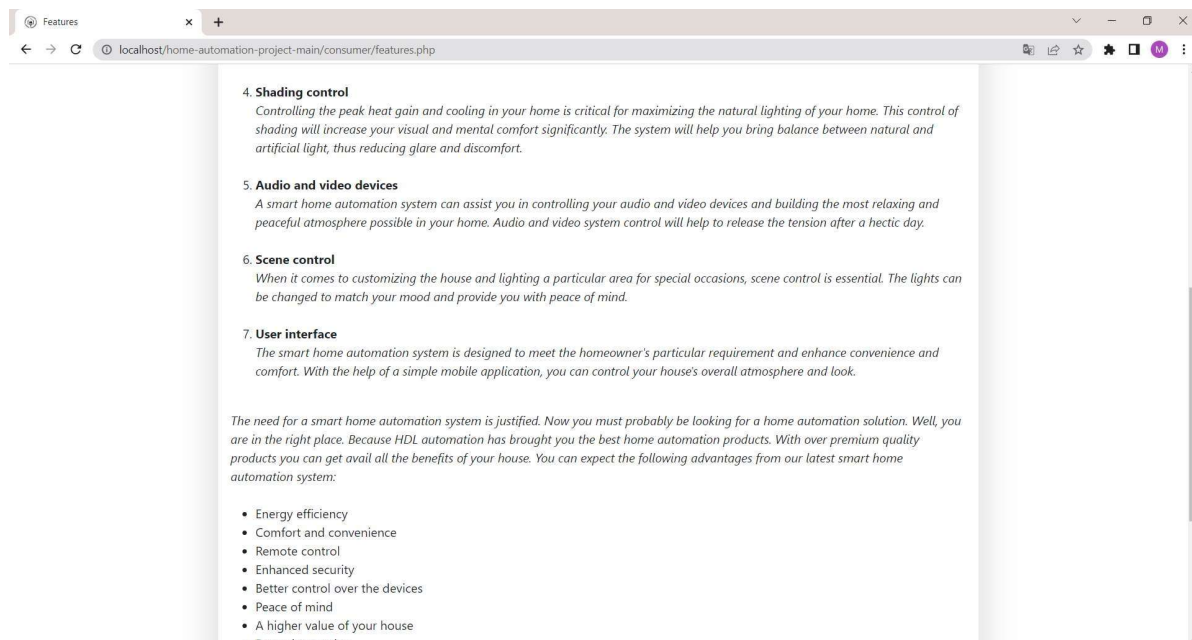 Features
localhost/home-automation-project-main/consumer/features.php
M
4. Shading control
Controlling the peak heat gain and cooling in your home is critical for maximizing the natural lighting of your home. This control of
shading will increase your visual and mental comfort significantly. The system will help you bring balance between natural and
artificial light, thus reducing glare and discomfort.
5. Audio and video devices
A smart home automation system can assist you in controlling your audio and video devices and building the most relaxing and
peaceful atmosphere possible in your home. Audio and video system control will help to release the tension after a hectic day.
6. Scene control
When it comes to customizing the house and lighting a particular area for special occasions, scene control is essential. The lights can
be changed to match your mood and provide you with peace of mind.
7. User interface
The smart home automation system is designed to meet the homeowner's particular requirement and enhance convenience and
comfort. With the help of a simple mobile application, you can control your house's overall atmosphere and look.
The need for a smart home automation system is justified. Now you must probably be looking for a home automation solution. Well, you
are in the right place. Because HDL automation has brought you the best home automation products. With over premium quality
products you can get avail all the benefits of your house. You can expect the following advantages from our latest smart home
automation system:
• Energy efficiency
• Comfort and convenience
• Remote control
• Enhanced security
• Better control over the devices
• Peace of mind
• A higher value of your house